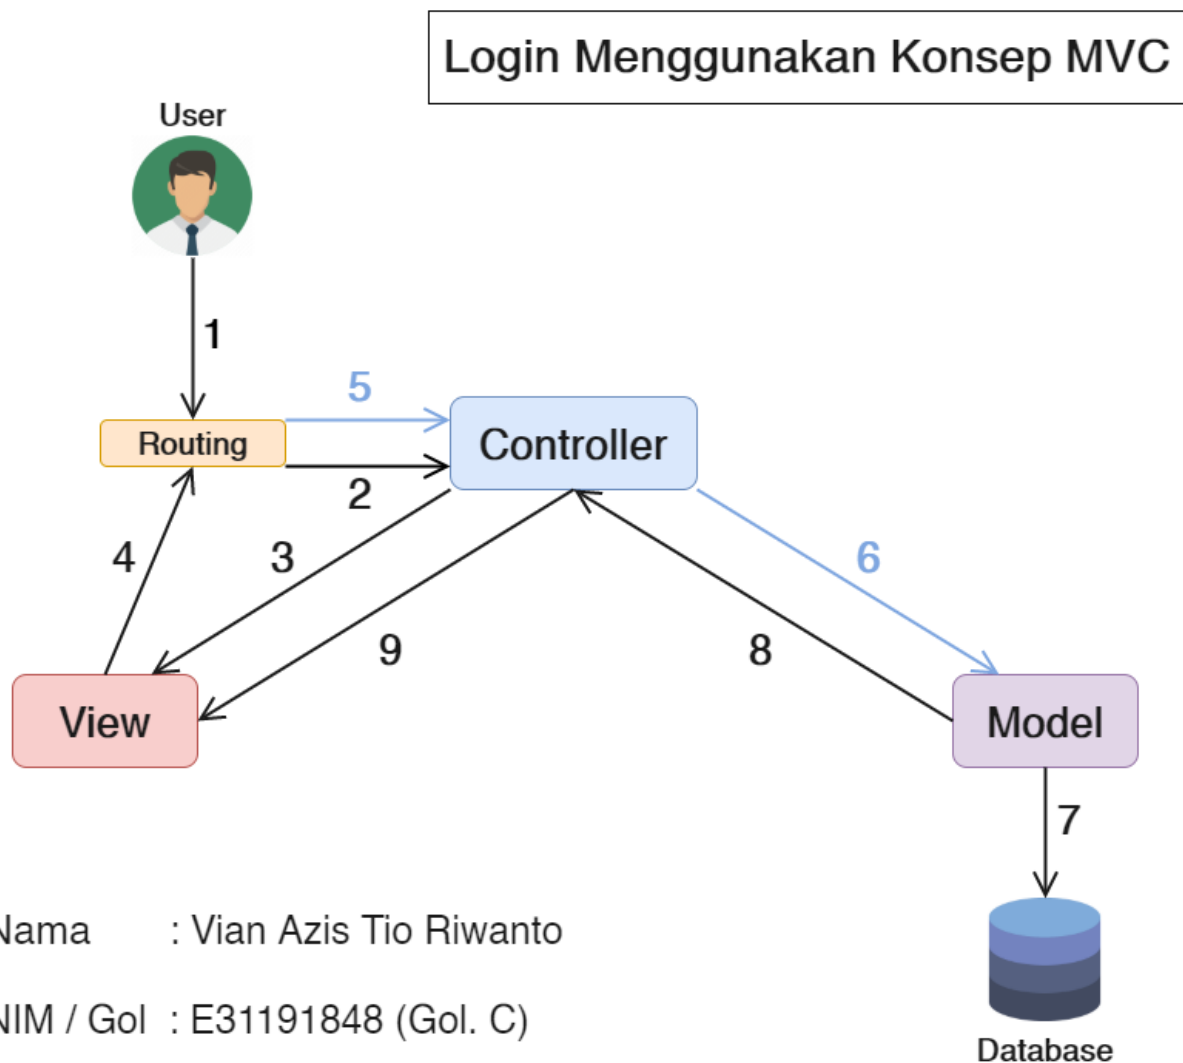 Login Menggunakan Konsep MVC
User
1
5
Routing
Controller
2
4
3
6
9
8
View
Model
7
Nama : Vian Azis Tio Riwanto
NIM / Gol : E31191848 (Gol. C)
Database